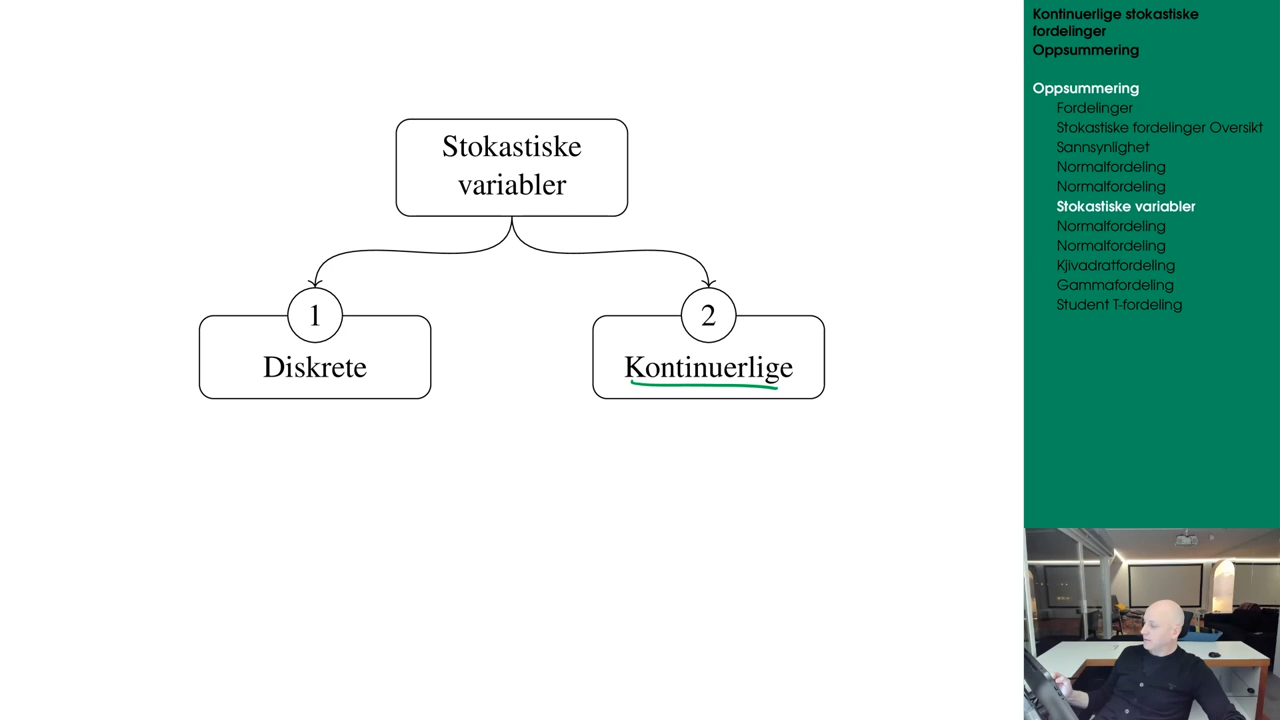 Stokastiske
variabler
1
2
Diskrete
Kontinuerlige
Kontinuerlige stokastiske
fordelinger
Oppsummering
Oppsummering
Fordelinger
Stokastiske fordelinger Oversikt
Sannsynlighet
Normalfordeling
Normalfordeling
Stokastiske variabler
Normalfordeling
Normalfordeling
Kjivadratfordeling
Gammafordeling
Student T-fordeling